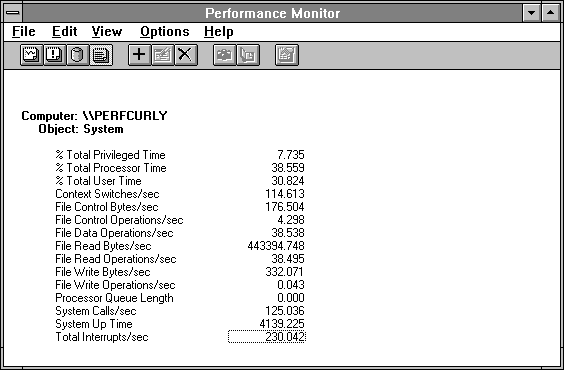 Performance Monitor
File Edit View Options Help
Computer: \\PERFCURLY
Object: System
% Total Privileged Time 7.735
% Total Processor Time 38.559
% Total User Time 30.824
Context Switches/sec 114.613
File Control Bytes/sec 176.504
File Control Operations/sec 4.298
File Data Operations/sec 38.538
File Read Bytes/sec 443394.748
File Read Operations/sec 38.495
File Write Bytes/sec 332.071
File Write Operations/sec 0.043
Processor Queue Length 0.000
System Calls/sec 125.036
System Up Time 4139.225
Total Interrupts/sec 230.042